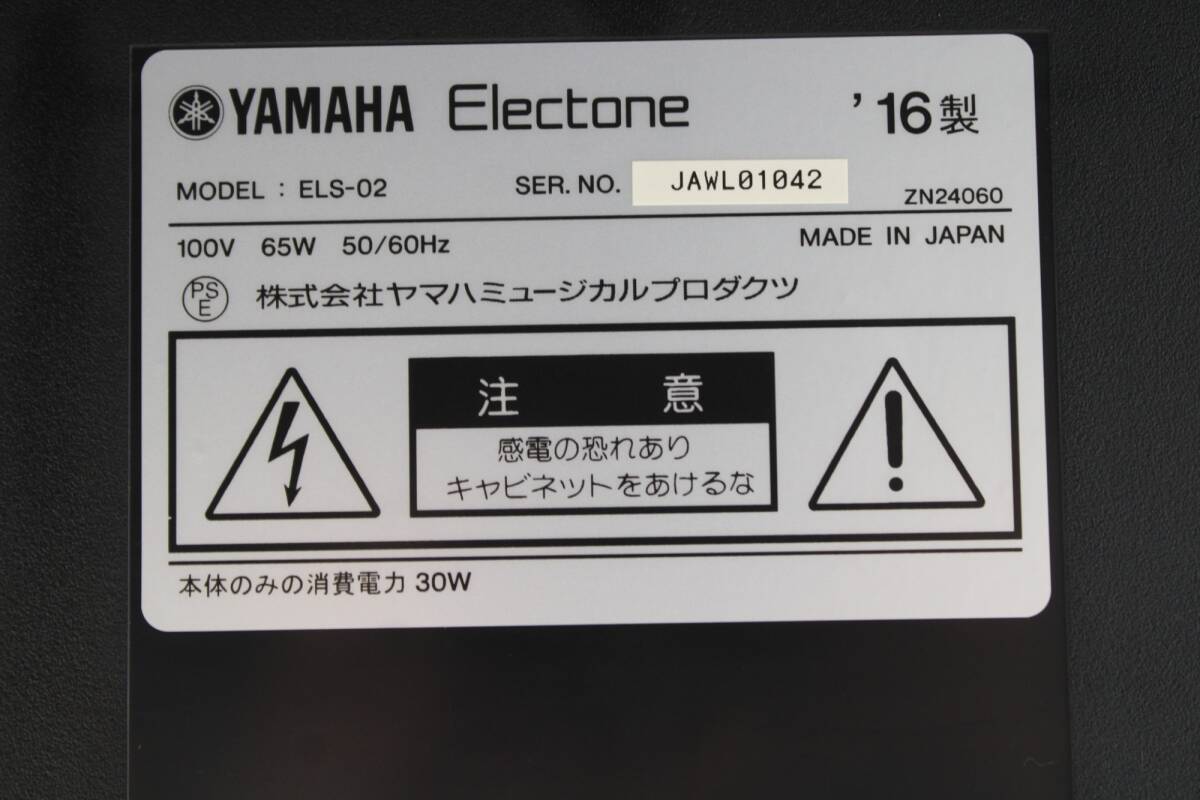 YAMAHA Electone '16製
MODEL : ELS-02 SER. NO. JAWL01042 ZN24060
100V 65W 50/60Hz MADE IN JAPAN
PSE 株式会社ヤマハミュージカルプロダクツ
注意
感電の恐れあり
キャビネットをあけるな
本体のみの消費電力 30W